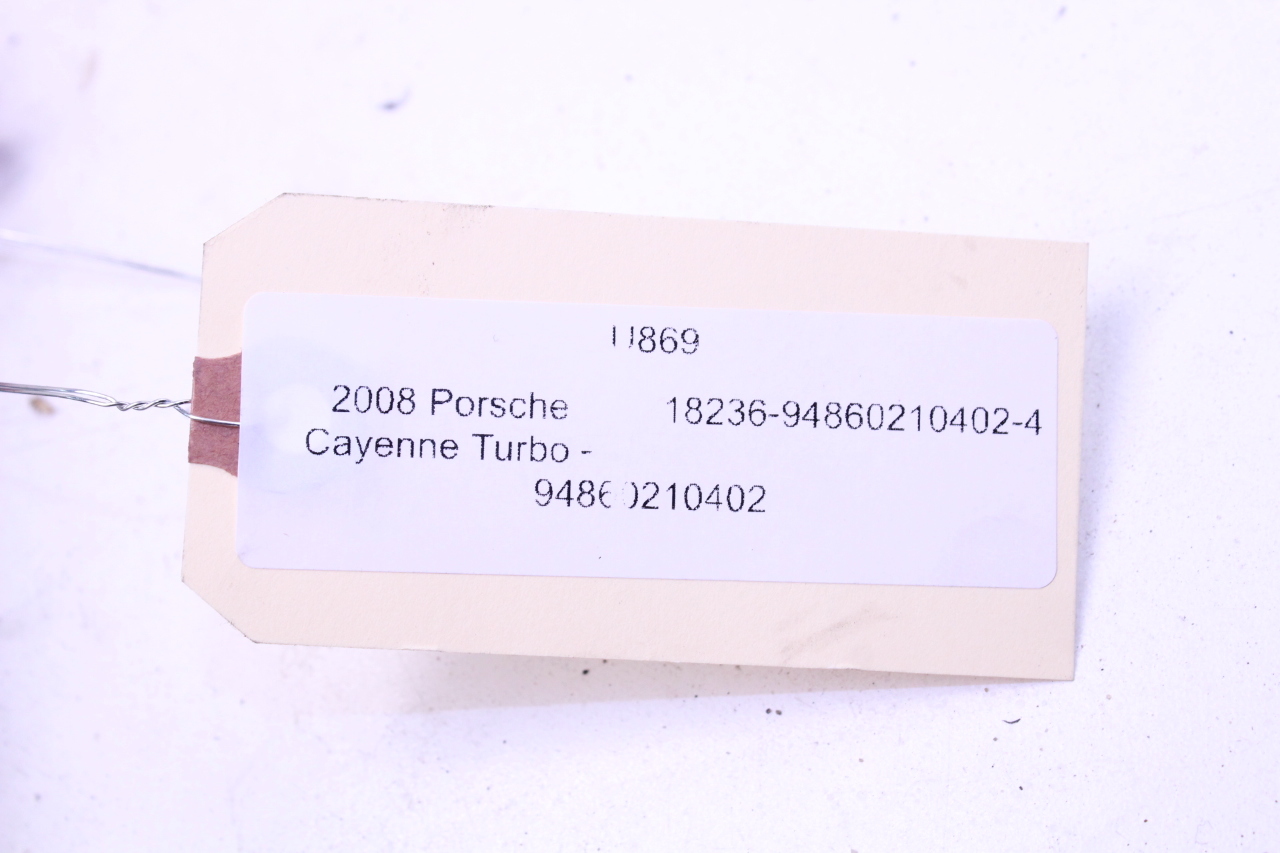 U869
2008 Porsche 18236-94860210402-4
Cayenne Turbo -
94860210402